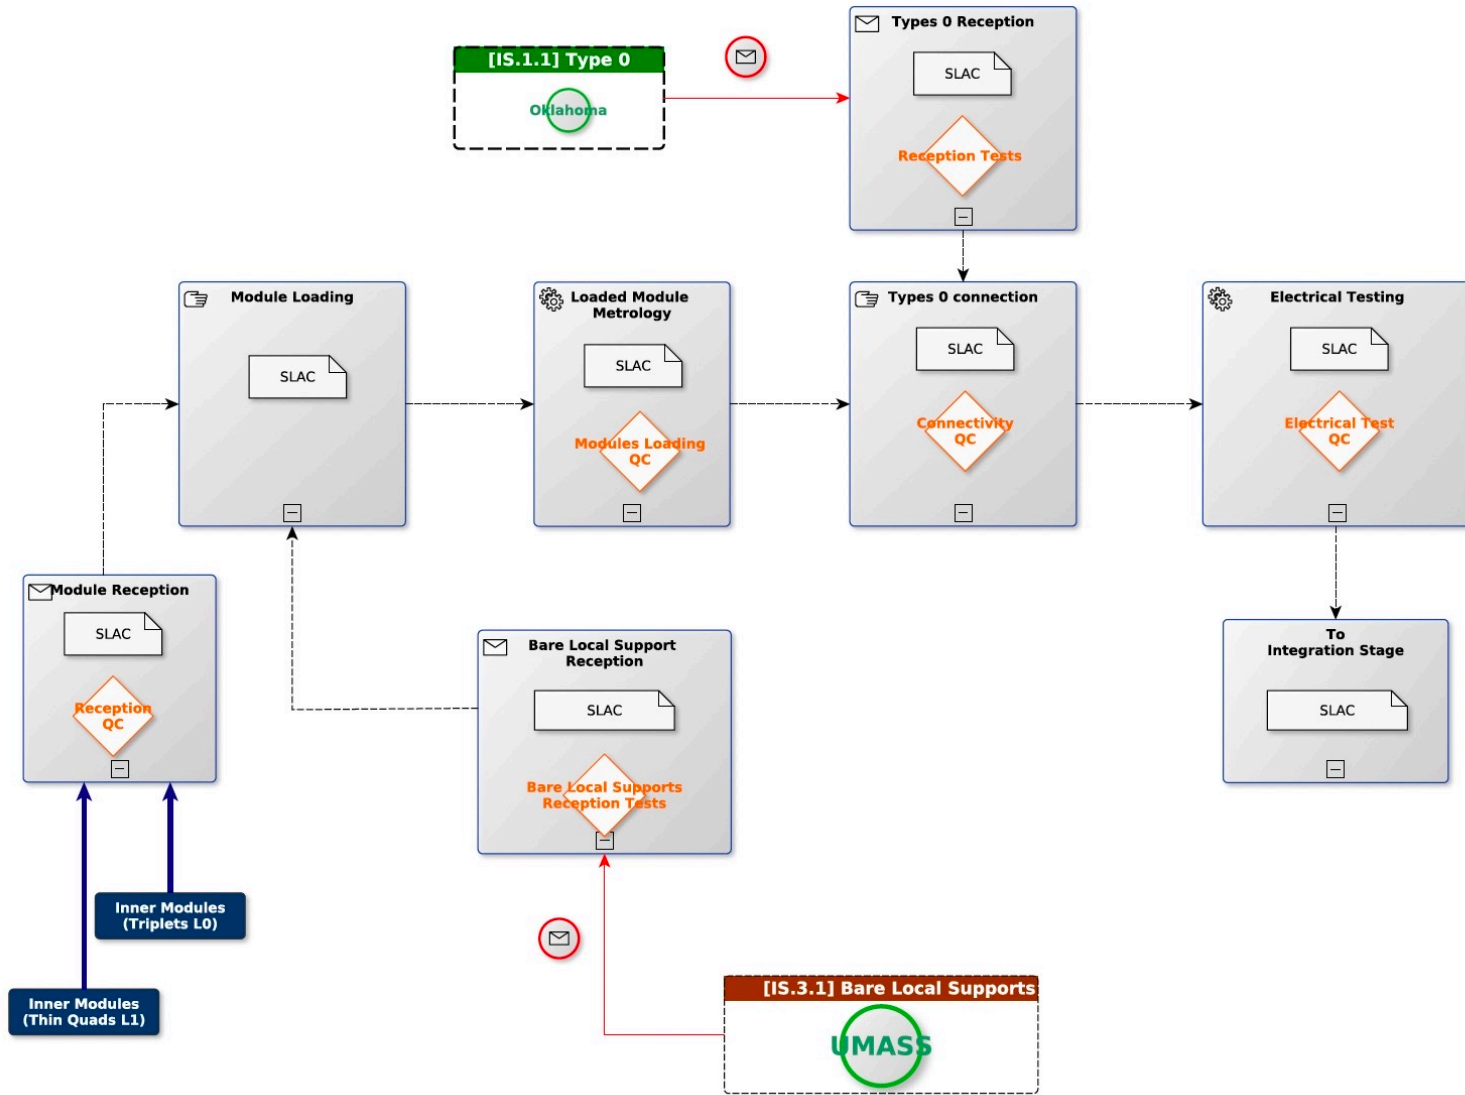 Types 0 Reception
SLAC
Reception Tests
[IS.1.1] Type 0
Oklahoma
Module Loading
SLAC
Loaded Module
Metrology
SLAC
Modules Loading
QC
Types 0 connection
SLAC
Connectivity
QC
Electrical Testing
SLAC
Electrical Test
QC
Module Reception
SLAC
Reception
QC
Bare Local Support
Reception
SLAC
Bare Local Supports
Reception Tests
To
Integration Stage
SLAC
Inner Modules
(Triplets L0)
Inner Modules
(Thin Quads L1)
[IS.3.1] Bare Local Supports
UMASS